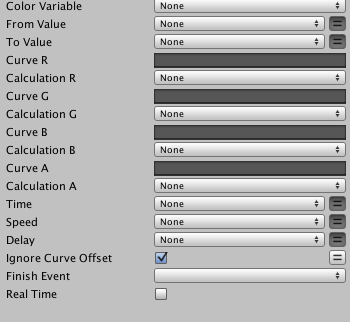 Color Variable None
From Value None
To Value None
Curve R
Calculation R None
Curve G
Calculation G None
Curve B
Calculation B None
Curve A
Calculation A None
Time None
Speed None
Delay None
Ignore Curve Offset
Finish Event
Real Time